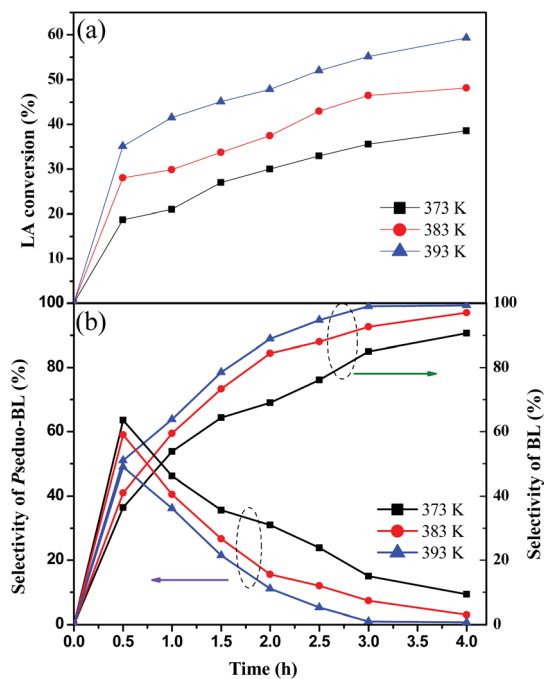 (a)
60
50
40
30
20
10
LA conversion (%)
373 K
383 K
393 K
100
(b)
80
60
40
20
0
Selectivity of Pseduo-BL (%)
100
80
60
40
20
0
Selectivity of BL (%)
373 K
383 K
393 K
0.0 0.5 1.0 1.5 2.0 2.5 3.0 3.5 4.0
Time (h)